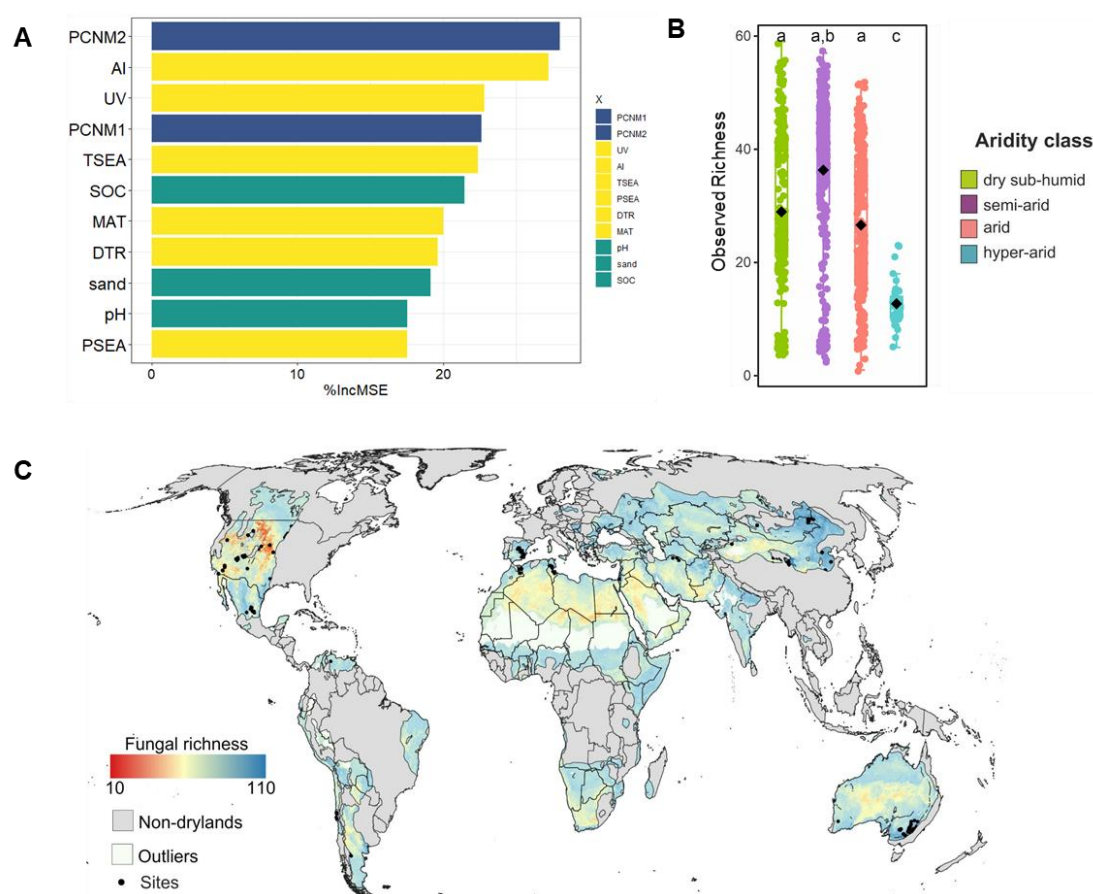 A
PCNM2
AI
UV
PCNM1
TSEA
SOC
MAT
DTR
sand
pH
PSEA
0
10
20
%IncMSE
X
PCNM1
PCNM2
UV
AI
TSEA
PSEA
DTR
MAT
pH
sand
SOC
B
60
40
20
0
Observed Richness
a
a,b
a
c
Aridity class
dry sub-humid
semi-arid
arid
hyper-arid
C
Fungal richness
10
110
Non-drylands
Outliers
Sites